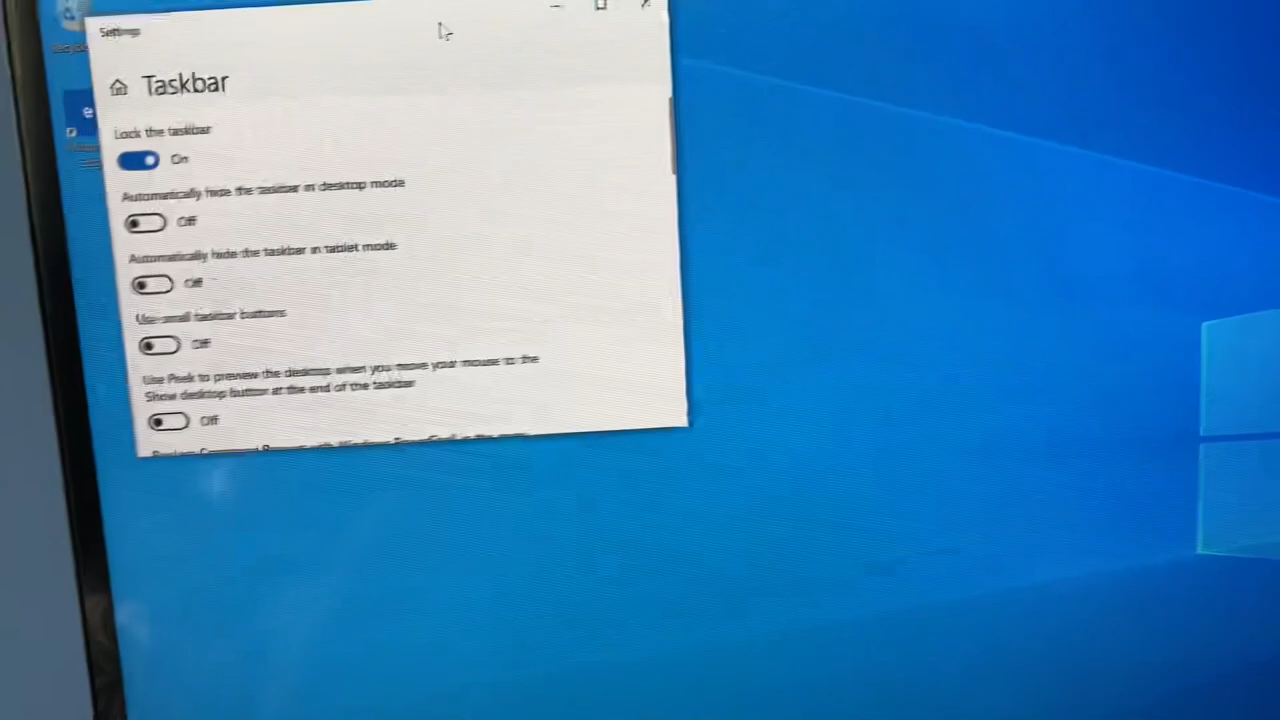 Settings
Taskbar
Lock the taskbar
On
Automatically hide the taskbar in desktop mode
Off
Automatically hide the taskbar in tablet mode
Off
Use small taskbar buttons
Off
Use Peek to preview the desktop when you move your mouse to the
Show desktop button at the end of the taskbar
Off